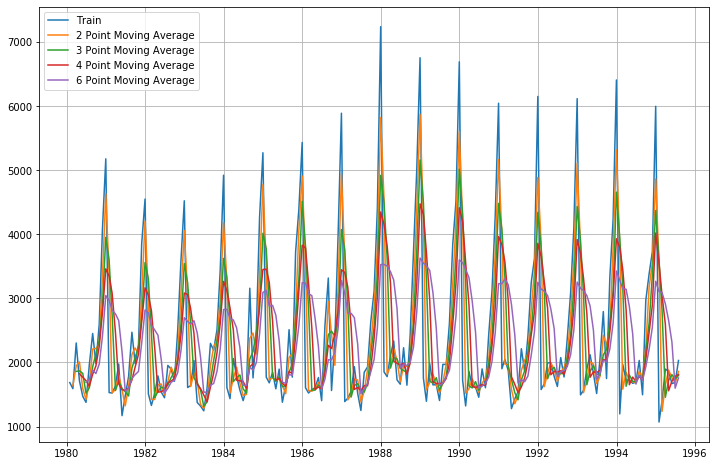 Train
2 Point Moving Average
3 Point Moving Average
4 Point Moving Average
6 Point Moving Average
7000
6000
5000
4000
3000
2000
1000
1980 1982 1984 1986 1988 1990 1992 1994 1996